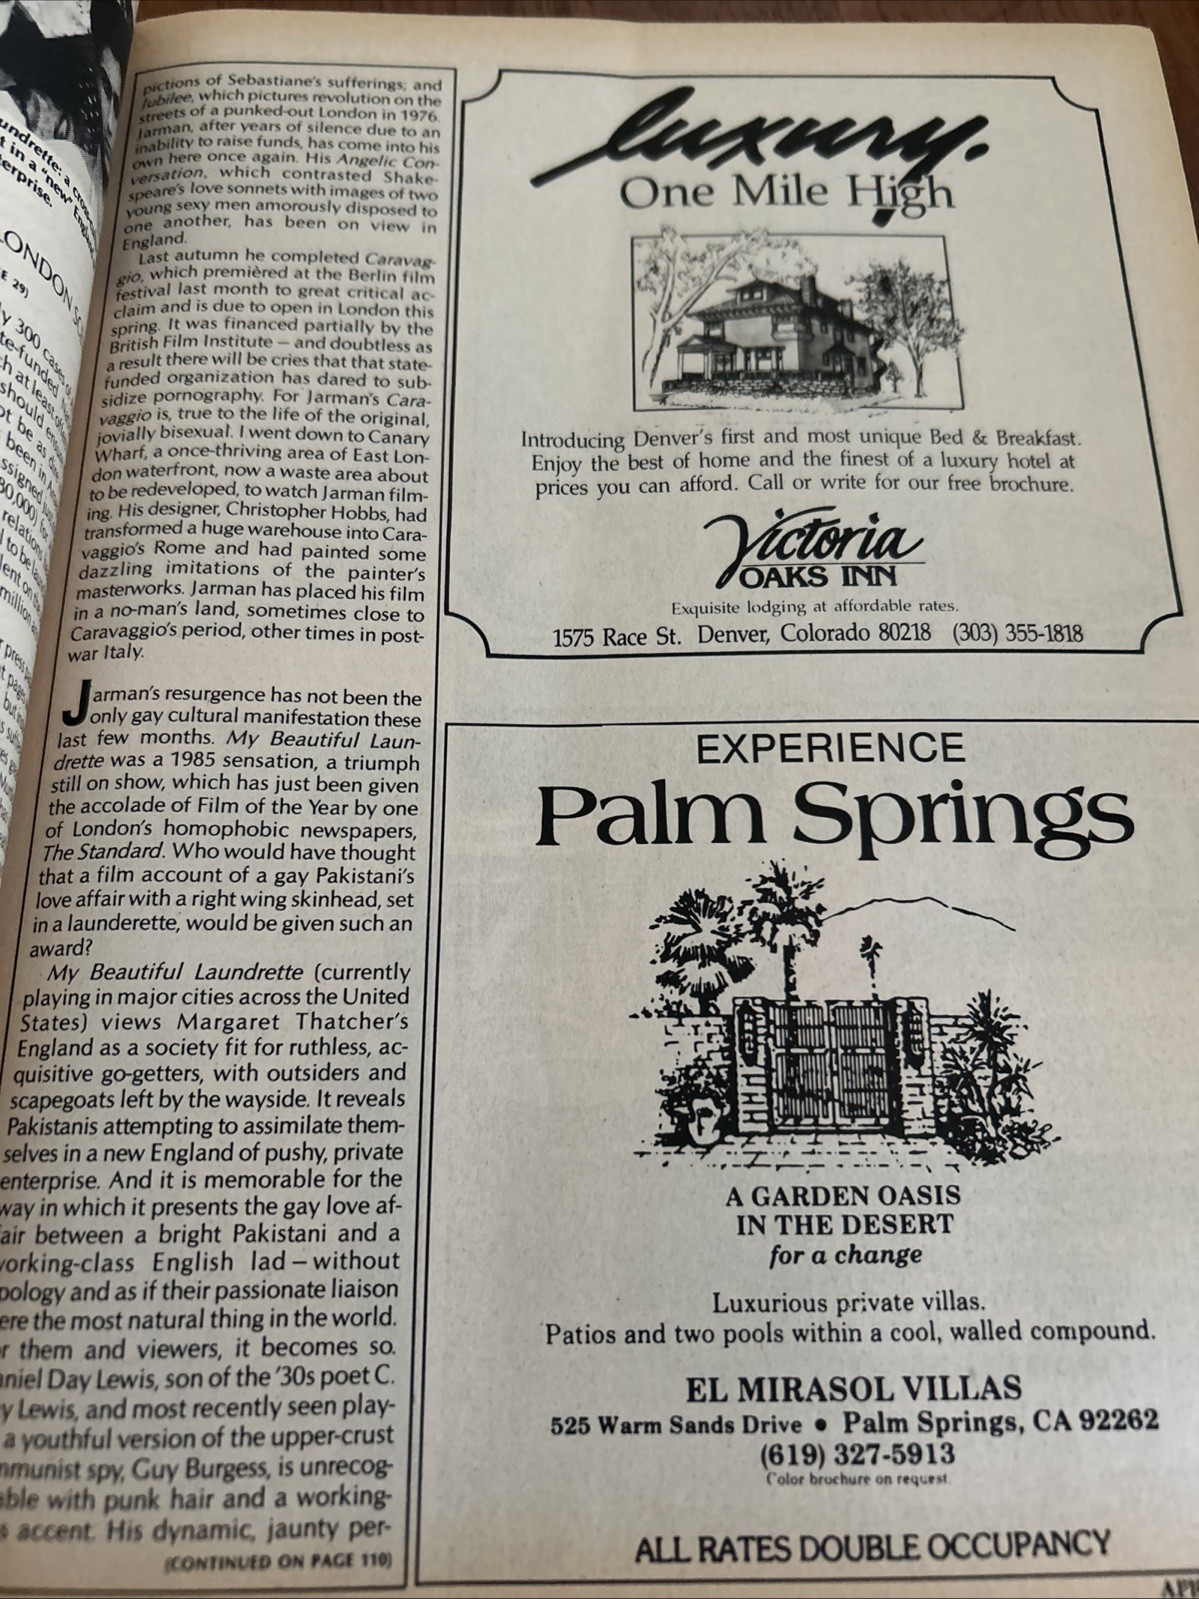 undrette: a cross-
t in a "new" England
erprise.
LONDON
E 29)
y 300 cases
te-funded
h at least
should
been in
ssigned
relations
million
pictions of Sebastiane's sufferings; and
Jubilee, which pictures revolution on the
streets of a punked-out London in 1976.
Jarman, after years of silence due to an
inability to raise funds, has come into his
own here once again. His Angelic Con-
versation, which contrasted Shake-
speare's love sonnets with images of two
young sexy men amorously disposed to
one another, has been on view in
England.
Last autumn he completed Caravag-
gio, which premièred at the Berlin film
festival last month to great critical ac-
claim and is due to open in London this
spring. It was financed partially by the
British Film Institute — and doubtless as
a result there will be cries that that state-
funded organization has dared to sub-
sidize pornography. For Jarman's Cara-
vaggio is, true to the life of the original,
jovially bisexual. I went down to Canary
Wharf, a once-thriving area of East Lon-
don waterfront, now a waste area about
to be redeveloped, to watch Jarman film-
ing. His designer, Christopher Hobbs, had
transformed a huge warehouse into Cara-
vaggio's Rome and had painted some
dazzling imitations of the painter's
masterworks. Jarman has placed his film
in a no-man's land, sometimes close to
Caravaggio's period, other times in post-
war Italy.
Jarman's resurgence has not been the
only gay cultural manifestation these
last few months. My Beautiful Laun-
drette was a 1985 sensation, a triumph
still on show, which has just been given
the accolade of Film of the Year by one
of London's homophobic newspapers,
The Standard. Who would have thought
that a film account of a gay Pakistani's
love affair with a right wing skinhead, set
in a launderette, would be given such an
award?
My Beautiful Laundrette (currently
playing in major cities across the United
States) views Margaret Thatcher's
England as a society fit for ruthless, ac-
quisitive go-getters, with outsiders and
scapegoats left by the wayside. It reveals
Pakistanis attempting to assimilate them-
selves in a new England of pushy, private
enterprise. And it is memorable for the
way in which it presents the gay love af-
fair between a bright Pakistani and a
working-class English lad — without
pology and as if their passionate liaison
ere the most natural thing in the world.
r them and viewers, it becomes so.
aniel Day Lewis, son of the '30s poet C.
y Lewis, and most recently seen play-
a youthful version of the upper-crust
mmunist spy, Guy Burgess, is unrecog-
able with punk hair and a working-
s accent. His dynamic, jaunty per-
(CONTINUED ON PAGE 110)
luxury.
One Mile High
Introducing Denver's first and most unique Bed & Breakfast.
Enjoy the best of home and the finest of a luxury hotel at
prices you can afford. Call or write for our free brochure.
Victoria
OAKS INN
Exquisite lodging at affordable rates.
1575 Race St. Denver, Colorado 80218 (303) 355-1818
EXPERIENCE
Palm Springs
A GARDEN OASIS
IN THE DESERT
for a change
Luxurious private villas.
Patios and two pools within a cool, walled compound.
EL MIRASOL VILLAS
525 Warm Sands Drive • Palm Springs, CA 92262
(619) 327-5913
Color brochure on request.
ALL RATES DOUBLE OCCUPANCY